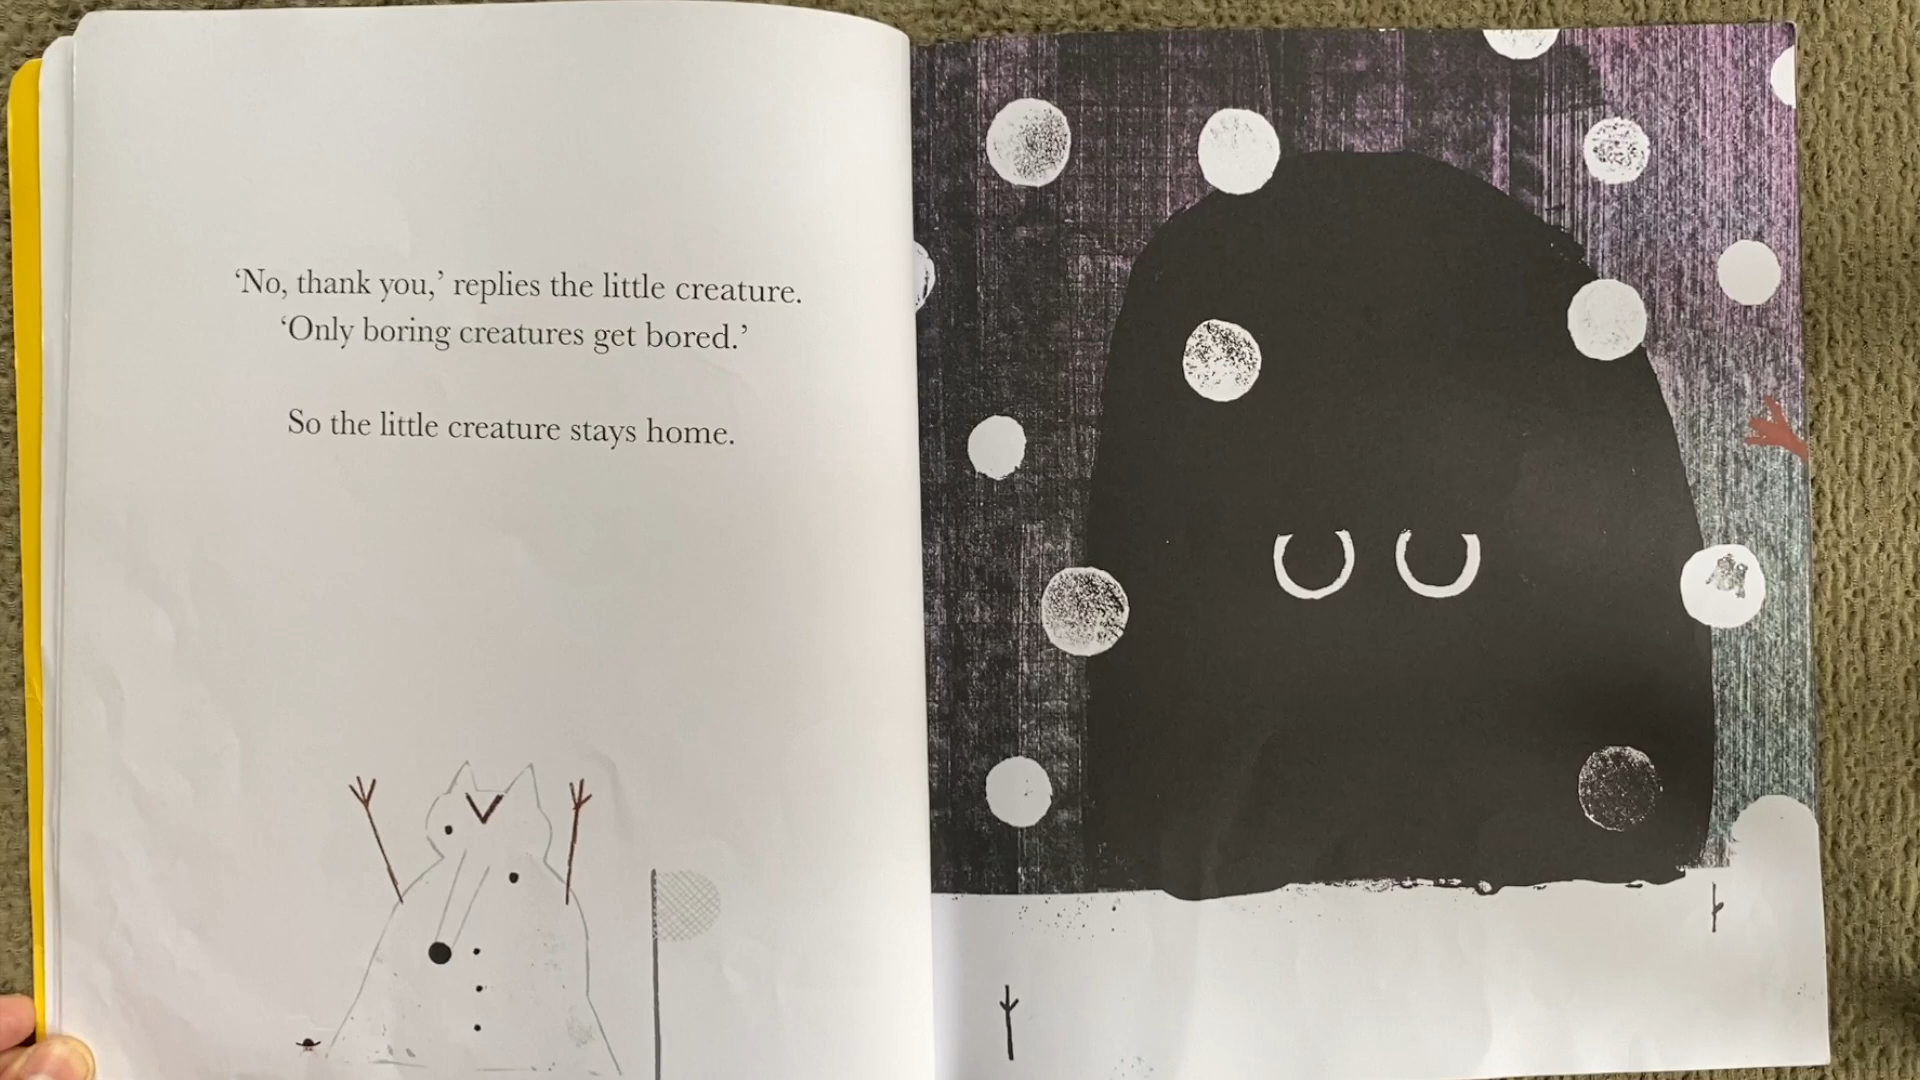 ‘No, thank you,’ replies the little creature.
‘Only boring creatures get bored.’
So the little creature stays home.